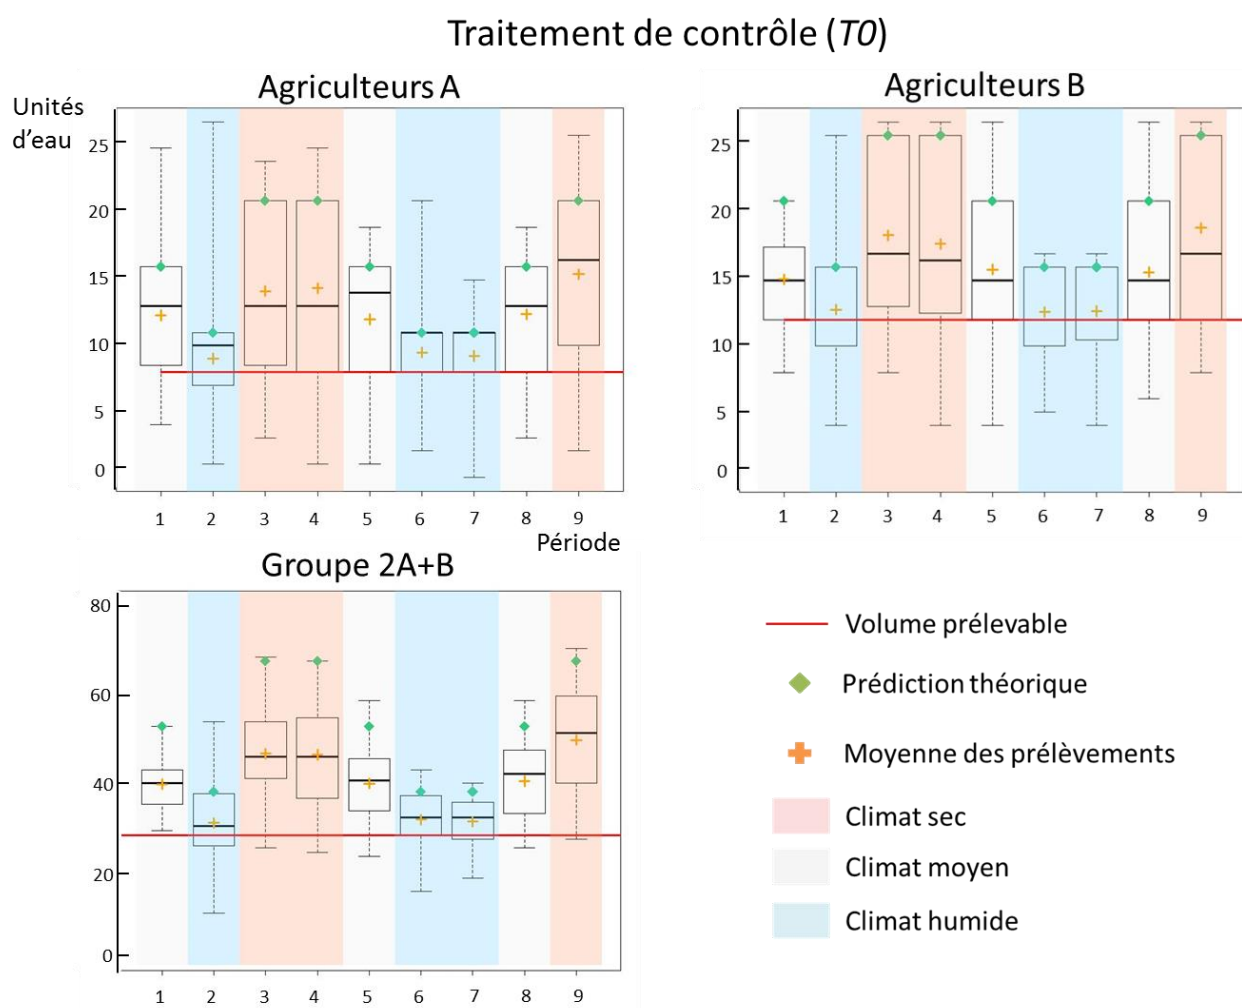 Traitement de contrôle (T0)
Agriculteurs A
Agriculteurs B
Unités
d'eau
25
20
15
10
5
0
1 2 3 4 5 6 7 8 9
Période
25
20
15
10
5
0
1 2 3 4 5 6 7 8 9
Groupe 2A+B
80
60
40
20
0
1 2 3 4 5 6 7 8 9
Volume prélevable
Prédiction théorique
Moyenne des prélèvements
Climat sec
Climat moyen
Climat humide